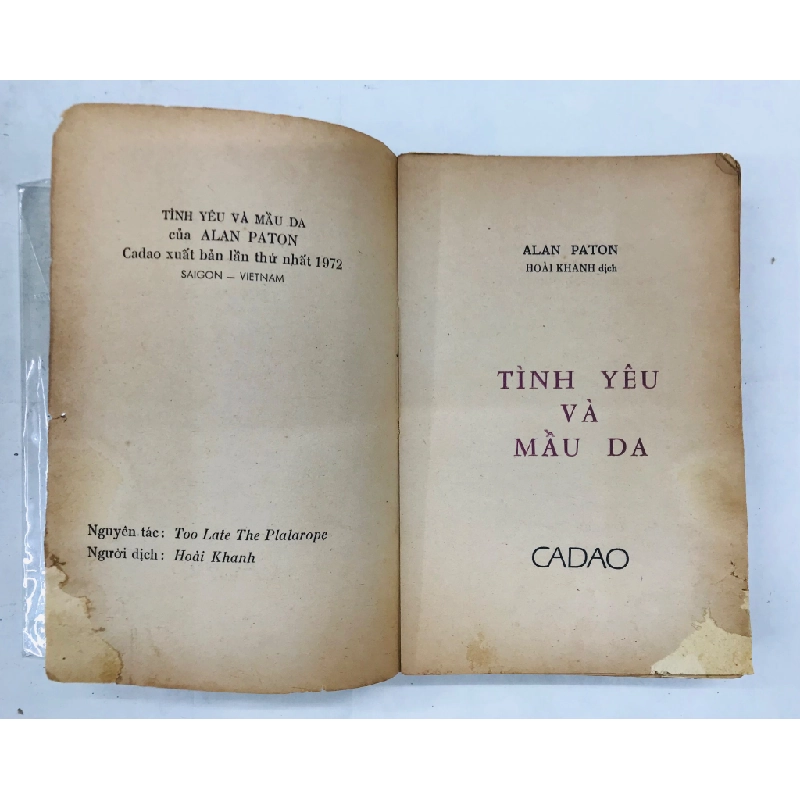 TÌNH YÊU VÀ MẦU DA
của ALAN PATON
Cadao xuất bản lần thứ nhất 1972
SAIGON — VIETNAM
Nguyên tác: Too Late The Plalarope
Người dịch: Hoài Khanh
ALAN PATON
HOÀI KHANH dịch
TÌNH YÊU
VÀ
MẦU DA
CADAO